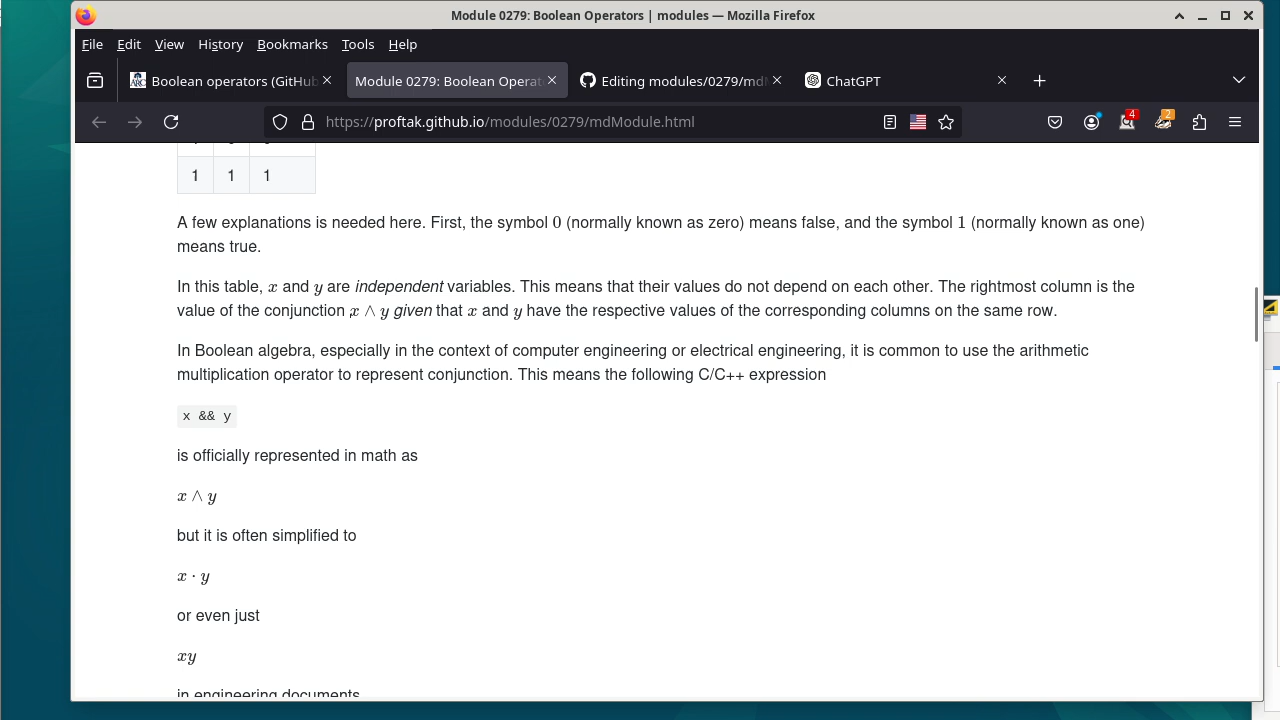 Module 0279: Boolean Operators | modules — Mozilla Firefox
File Edit View History Bookmarks Tools Help
Boolean operators (GitHub Module 0279: Boolean Operat Editing modules/0279/md ChatGPT
https://proftak.github.io/modules/0279/mdModule.html 4 2
1 1 1
A few explanations is needed here. First, the symbol 0 (normally known as zero) means false, and the symbol 1 (normally known as one)
means true.
In this table, x and y are independent variables. This means that their values do not depend on each other. The rightmost column is the
value of the conjunction x ∧ y given that x and y have the respective values of the corresponding columns on the same row.
In Boolean algebra, especially in the context of computer engineering or electrical engineering, it is common to use the arithmetic
multiplication operator to represent conjunction. This means the following C/C++ expression
x && y
is officially represented in math as
x ∧ y
but it is often simplified to
x · y
or even just
xy
in engineering documents